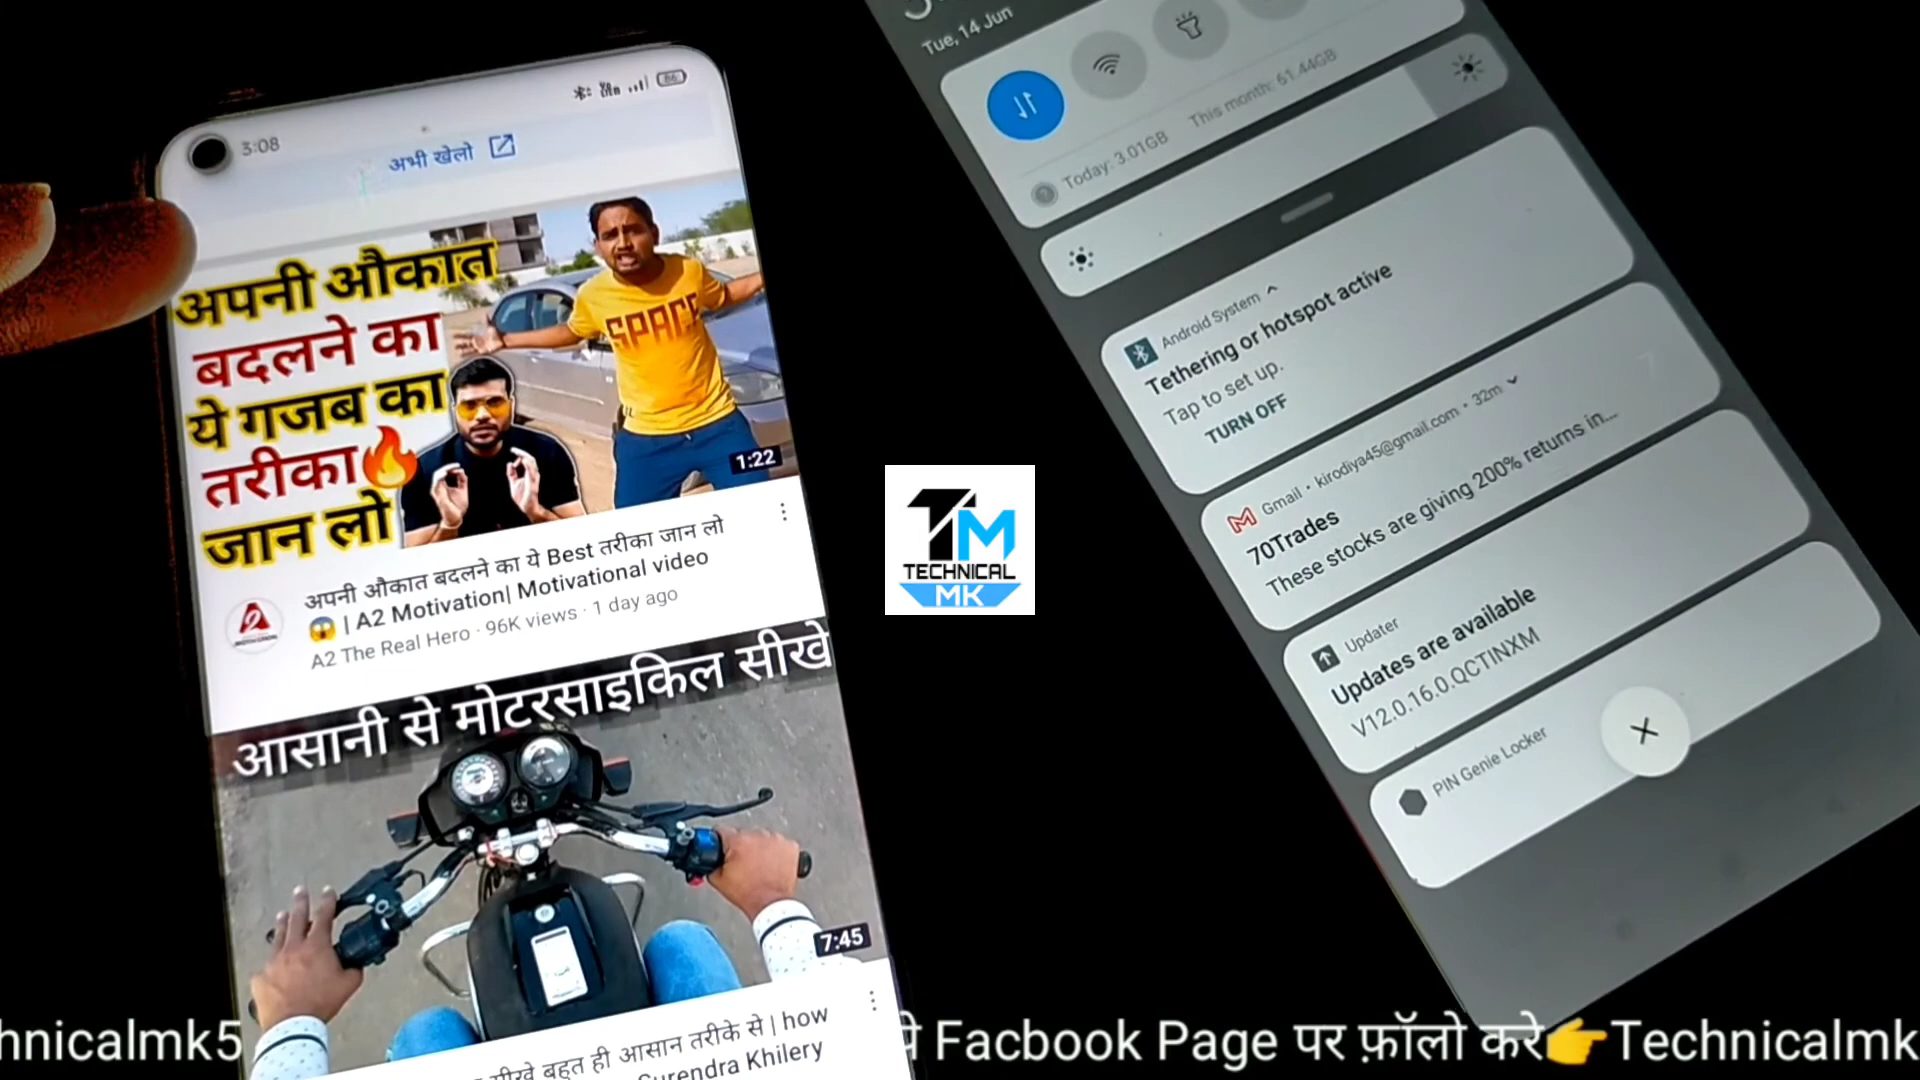 3:08
86
अभी खेलो
अपनी औकात
बदलने का
ये गजब का
तरीका🔥
जान लो
SPACE
1:22
अपनी औकात बदलने का ये Best तरीका जान लो
😱 | A2 Motivation| Motivational video
A2 The Real Hero · 96K views · 1 day ago
आसानी से मोटरसाइकिल सीखे
7:45
सीखे बहुत ही आसान तरीके से | how
Surendra Khilery
TM
TECHNICAL
MK
Tue, 14 Jun
Today: 3.01GB This month: 61.44GB
Android System
Tethering or hotspot active
Tap to set up.
TURN OFF
Gmail • kirodiya45@gmail.com • 32m
70Trades
These stocks are giving 200% returns in...
Updater
Updates are available
V12.0.16.0.QCTINXM
PIN Genie Locker
hnicalmk5
Facbook Page पर फ़ॉलो करे👉Technicalmk